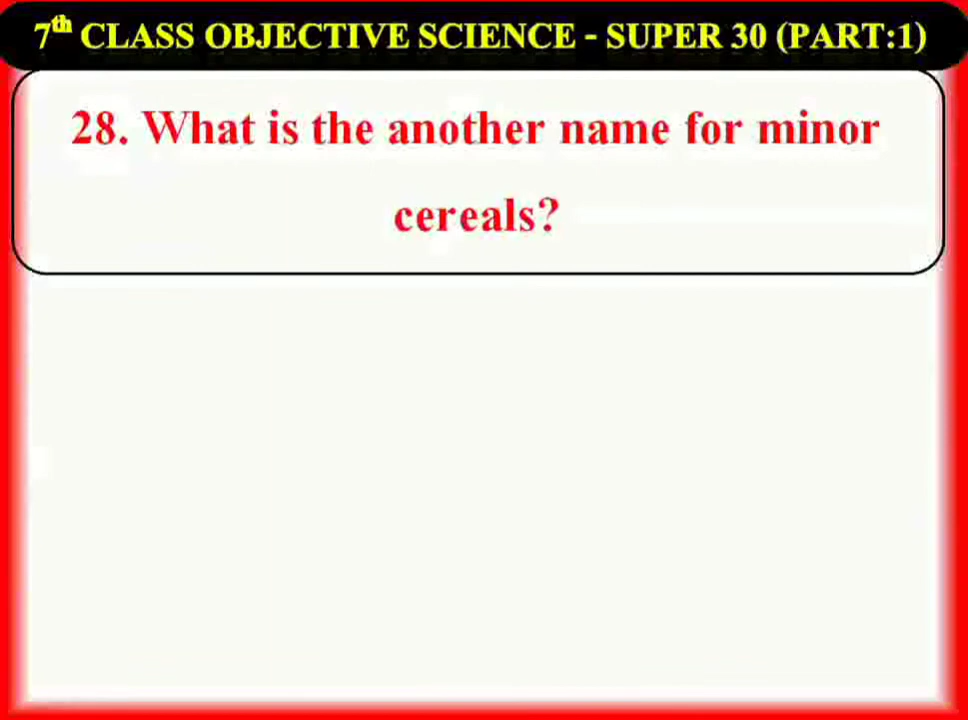 7th CLASS OBJECTIVE SCIENCE - SUPER 30 (PART:1)
28. What is the another name for minor
cereals?